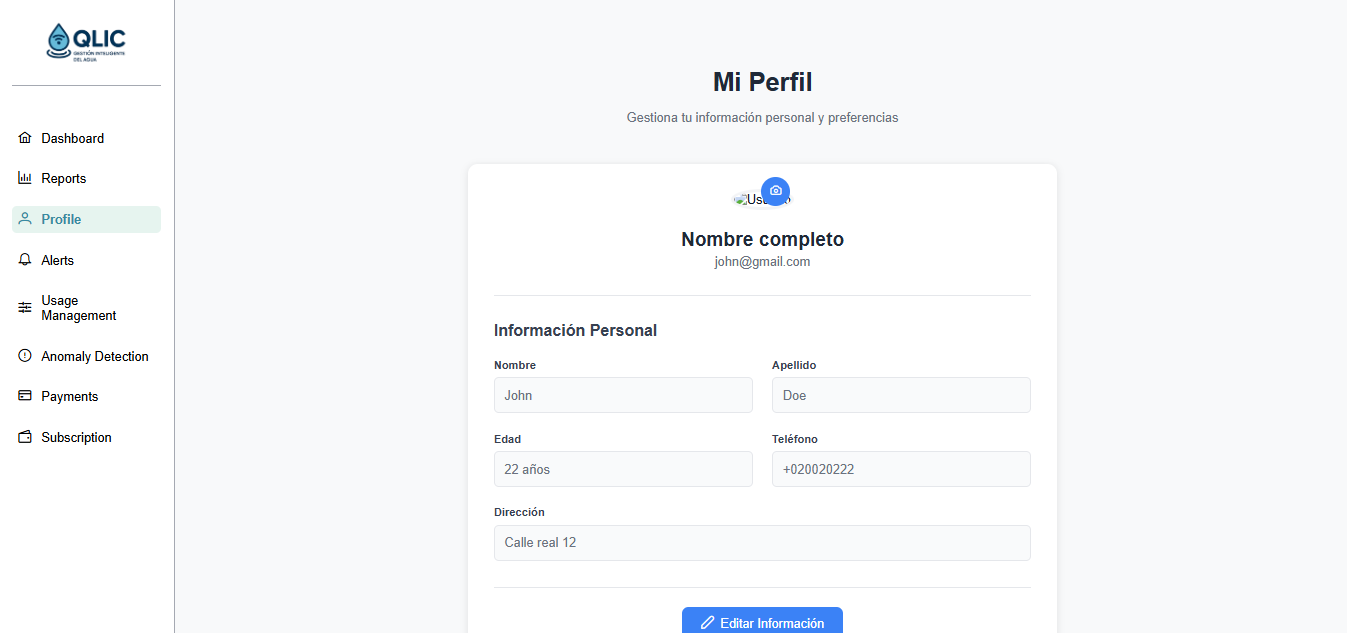 QLIC
GESTIÓN INTELIGENTE
DEL AGUA
Dashboard
Reports
Profile
Alerts
Usage
Management
Anomaly Detection
Payments
Subscription
Mi Perfil
Gestiona tu información personal y preferencias
Nombre completo
john@gmail.com
Información Personal
Nombre
Apellido
John
Doe
Edad
Teléfono
22 años
+020020222
Dirección
Calle real 12
Editar Información